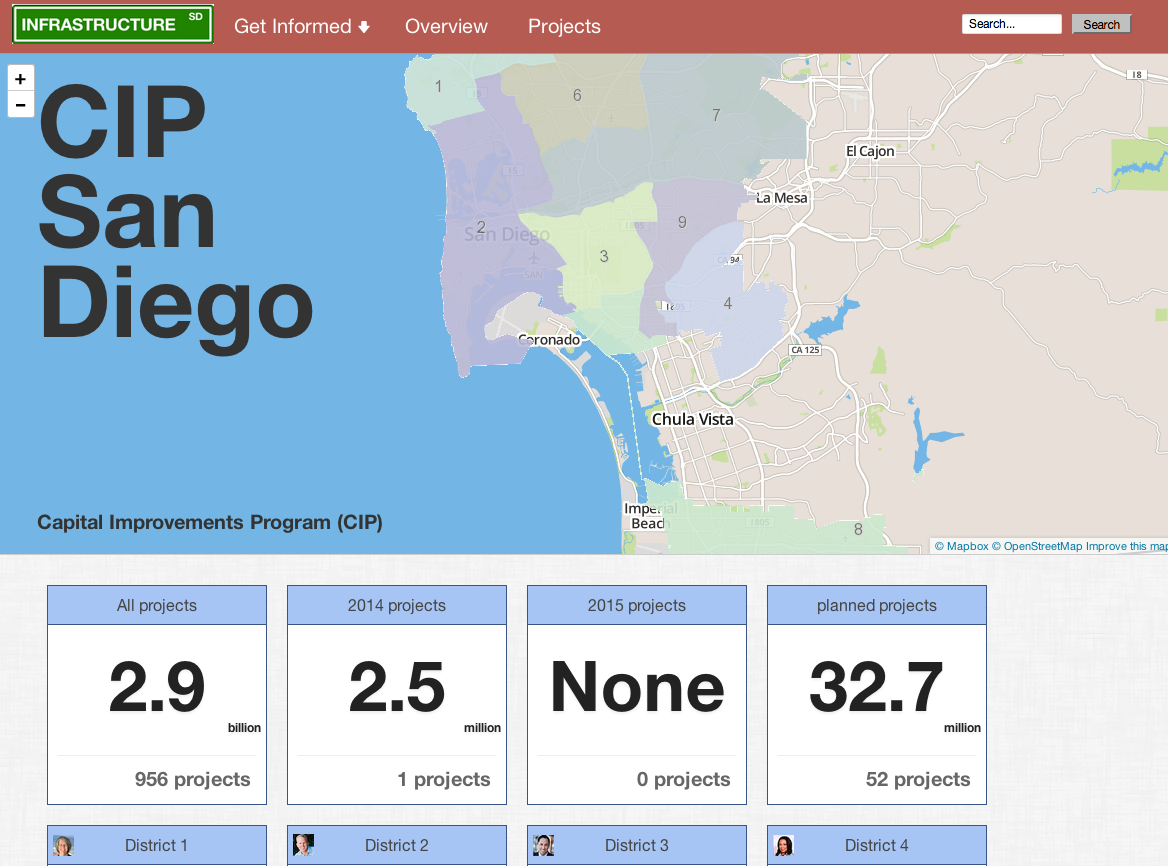 INFRASTRUCTURE SD
Get Informed
Overview
Projects
Search...
Search
+
−
CIP
San
Diego
Capital Improvements Program (CIP)
1
6
7
I8
El Cajon
La Mesa
2
San Diego
SAN
I15
3
9
I805
CA 94
4
Coronado
CA 125
Chula Vista
Imperial
Beach
I805
8
© Mapbox © OpenStreetMap Improve this map
All projects
2.9
billion
956 projects
2014 projects
2.5
million
1 projects
2015 projects
None
0 projects
planned projects
32.7
million
52 projects
District 1
District 2
District 3
District 4